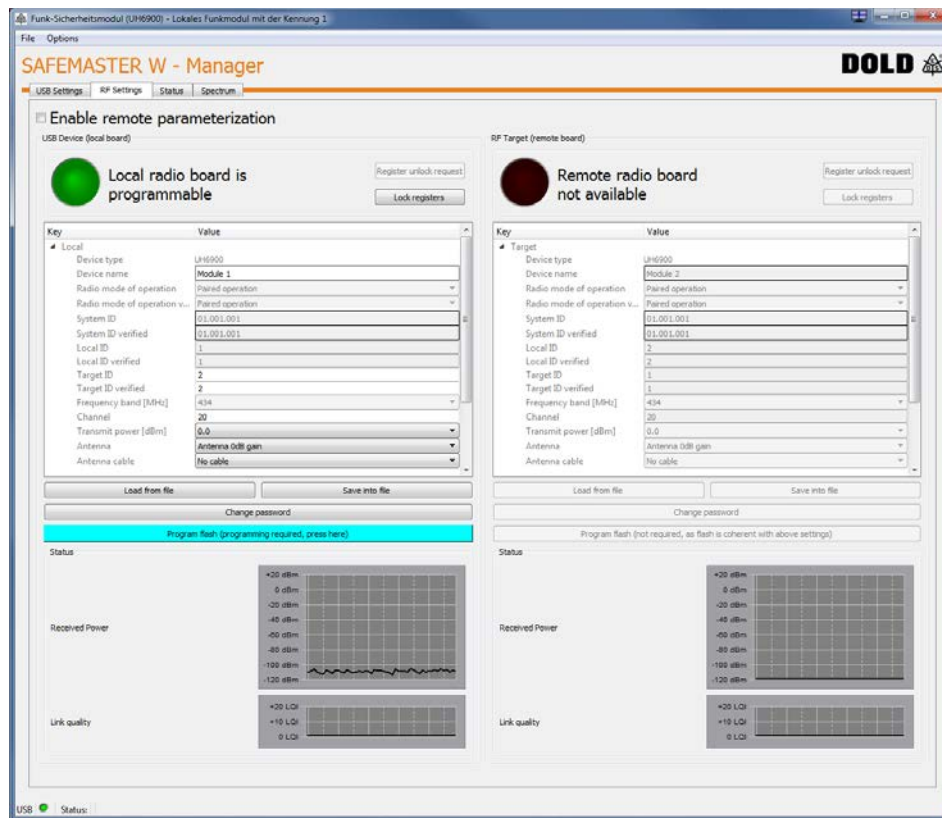 Funk-Sicherheitsmodul (UH6900) - Lokales Funkmodul mit der Kennung 1
File Options
SAFEMASTER W - Manager
DOLD
USB Settings RF Settings Status Spectrum
Enable remote parameterization
USB Device (local board)
Local radio board is
programmable
Register unlock request
Lock registers
Key Value
Local
Device type UH6900
Device name Module 1
Radio mode of operation Paired operation
Radio mode of operation v... Paired operation
System ID 01.001.001
System ID verified 01.001.001
Local ID 1
Local ID verified 1
Target ID 2
Target ID verified 2
Frequency band [MHz] 434
Channel 20
Transmit power [dBm] 0.0
Antenna Antenna 0dB gain
Antenna cable No cable
Load from file Save into file
Change password
Program flash (programming required, press here)
Status
Received Power
+20 dBm
0 dBm
-20 dBm
-40 dBm
-60 dBm
-80 dBm
-100 dBm
-120 dBm
Link quality
+20 LQI
+10 LQI
0 LQI
RF Target (remote board)
Remote radio board
not available
Register unlock request
Lock registers
Key Value
Target
Device type UH6900
Device name Module 2
Radio mode of operation Paired operation
Radio mode of operation v... Paired operation
System ID 01.001.001
System ID verified 01.001.001
Local ID 2
Local ID verified 2
Target ID 1
Target ID verified 1
Frequency band [MHz] 434
Channel 20
Transmit power [dBm] 0.0
Antenna Antenna 0dB gain
Antenna cable No cable
Load from file Save into file
Change password
Program flash (not required, as flash is coherent with above settings)
Status
Received Power
+20 dBm
0 dBm
-20 dBm
-40 dBm
-60 dBm
-80 dBm
-100 dBm
-120 dBm
Link quality
+20 LQI
+10 LQI
0 LQI
USB Status: